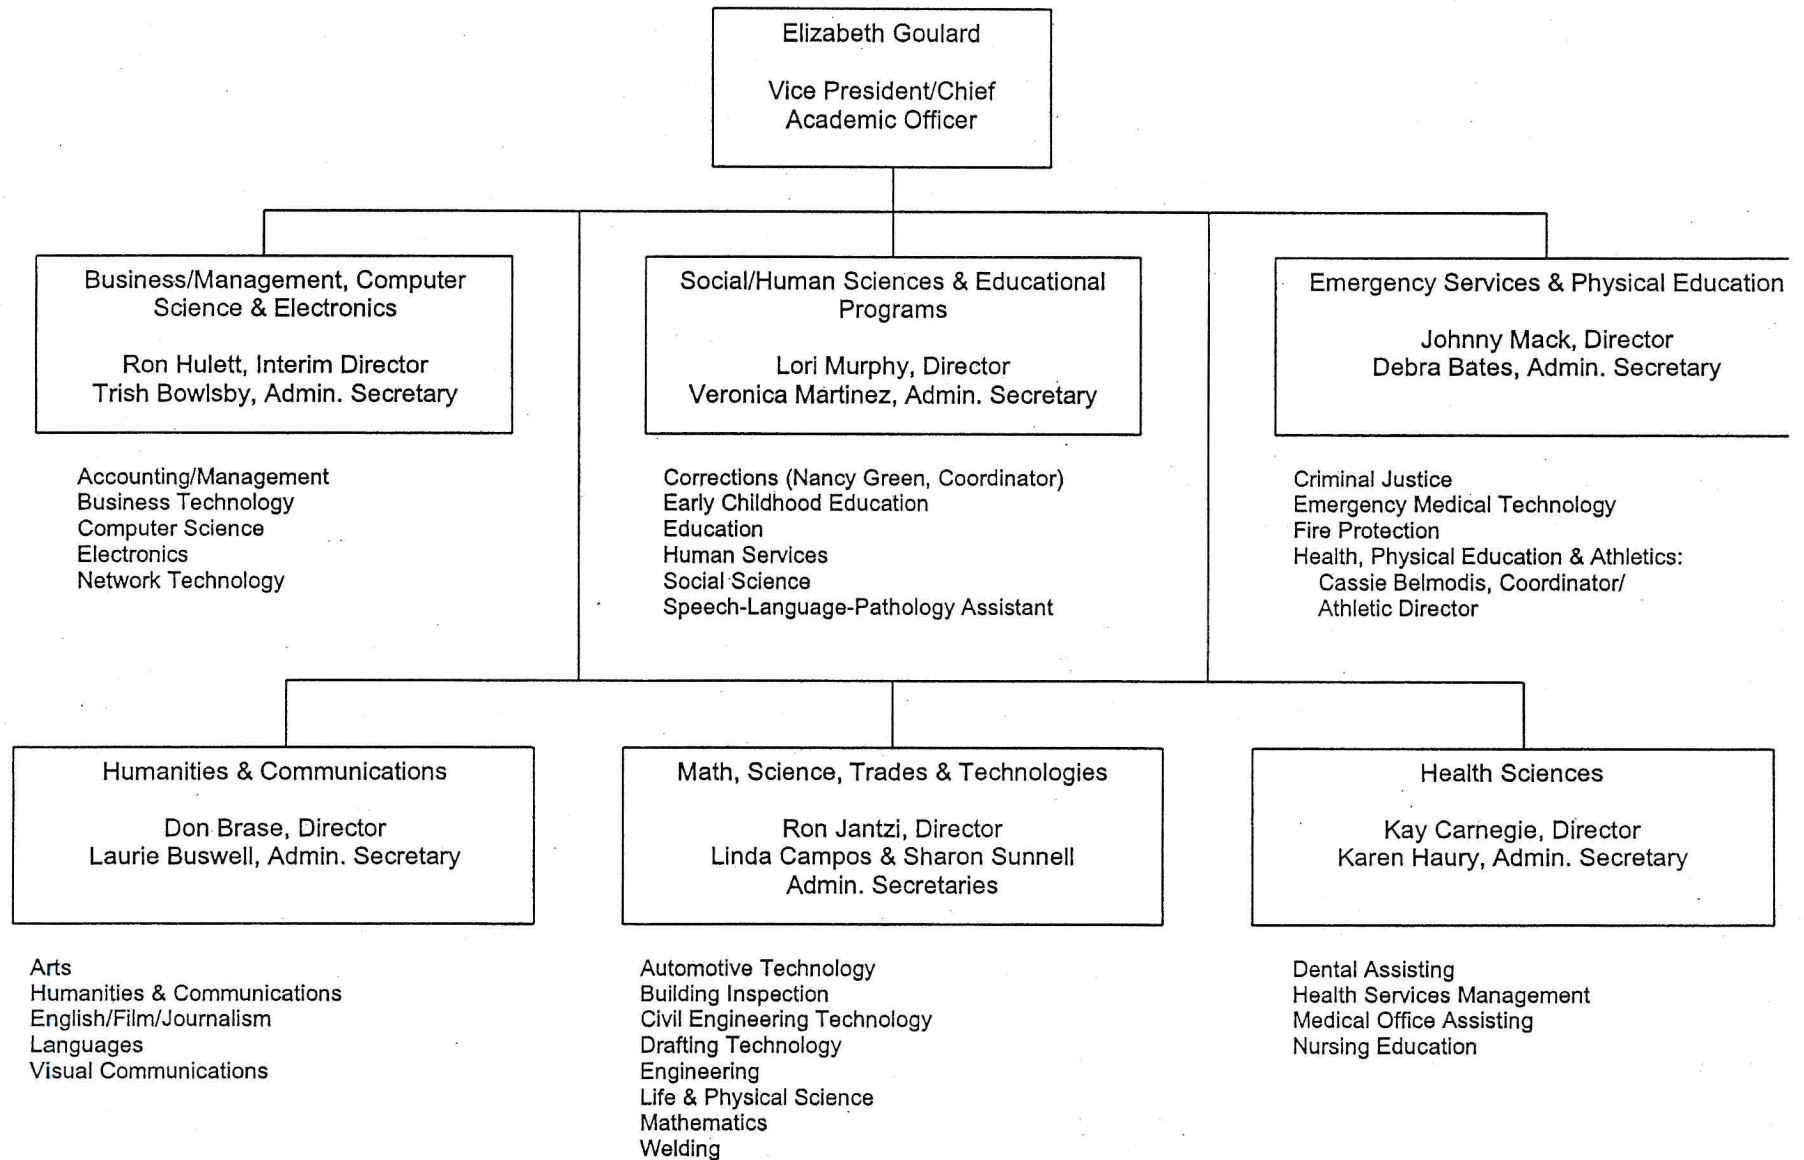 Elizabeth Goulard
Vice President/Chief
Academic Officer
Business/Management, Computer
Science & Electronics
Ron Hulett, Interim Director
Trish Bowlsby, Admin. Secretary
Accounting/Management
Business Technology
Computer Science
Electronics
Network Technology
Social/Human Sciences & Educational
Programs
Lori Murphy, Director
Veronica Martinez, Admin. Secretary
Corrections (Nancy Green, Coordinator)
Early Childhood Education
Education
Human Services
Social Science
Speech-Language-Pathology Assistant
Emergency Services & Physical Education
Johnny Mack, Director
Debra Bates, Admin. Secretary
Criminal Justice
Emergency Medical Technology
Fire Protection
Health, Physical Education & Athletics:
Cassie Belmodis, Coordinator/
Athletic Director
Humanities & Communications
Don Brase, Director
Laurie Buswell, Admin. Secretary
Arts
Humanities & Communications
English/Film/Journalism
Languages
Visual Communications
Math, Science, Trades & Technologies
Ron Jantzi, Director
Linda Campos & Sharon Sunnell
Admin. Secretaries
Automotive Technology
Building Inspection
Civil Engineering Technology
Drafting Technology
Engineering
Life & Physical Science
Mathematics
Welding
Health Sciences
Kay Carnegie, Director
Karen Haury, Admin. Secretary
Dental Assisting
Health Services Management
Medical Office Assisting
Nursing Education